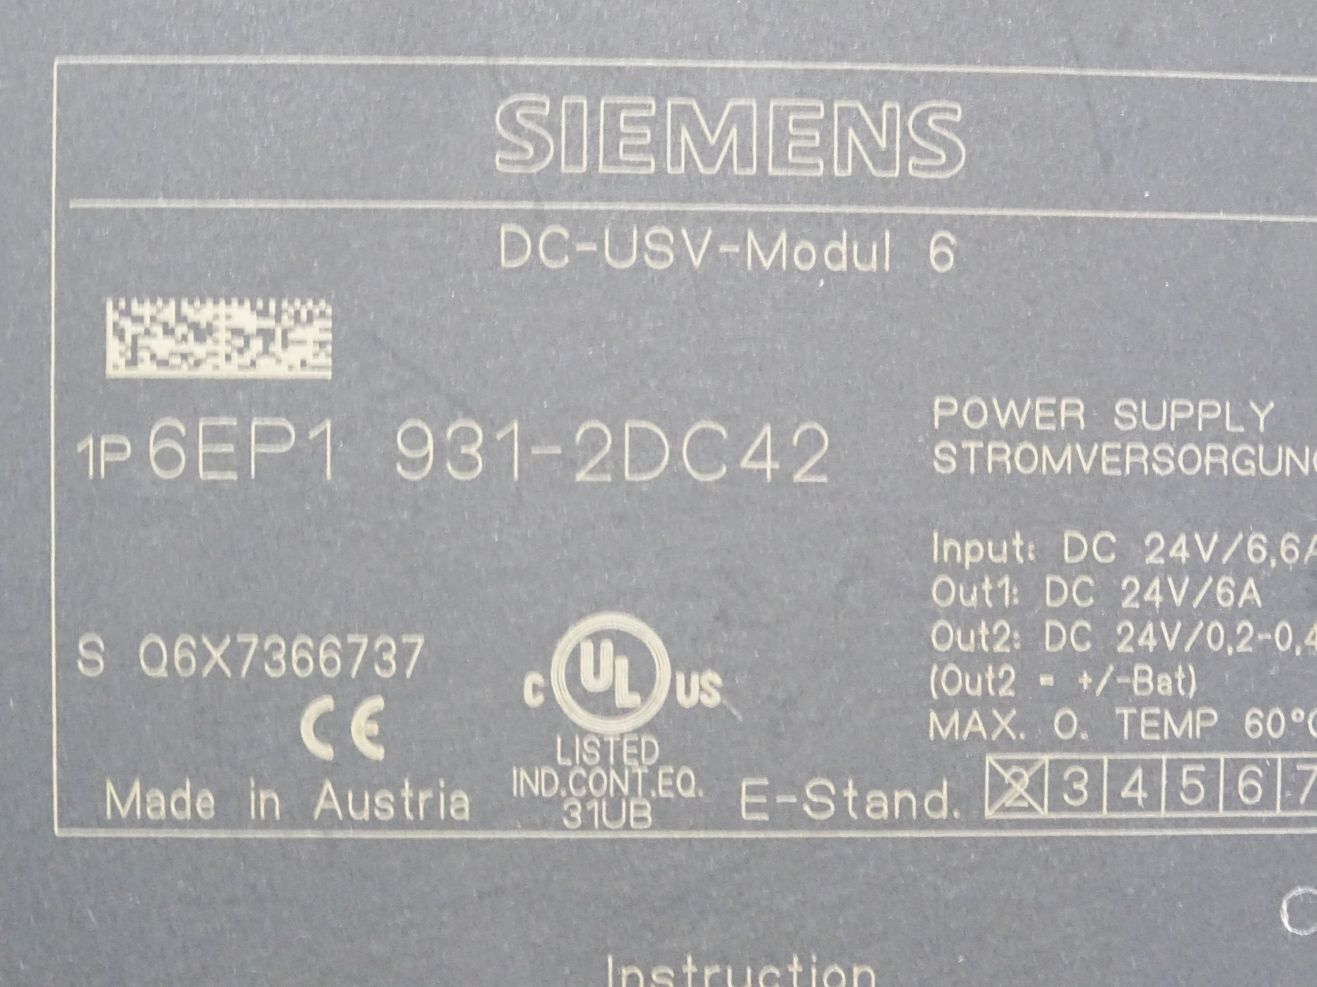 SIEMENS
DC-USV-Modul 6
1P 6EP1 931-2DC42
POWER SUPPLY
STROMVERSORGUNG
Input: DC 24V/6,6A
Out1: DC 24V/6A
Out2: DC 24V/0,2-0,4
(Out2 = +/-Bat)
MAX. O. TEMP 60°C
S Q6X7366737
C UL US
CE
LISTED
IND.CONT.EQ.
31UB
Made in Austria
E-Stand. 2 3 4 5 6 7
Instruction